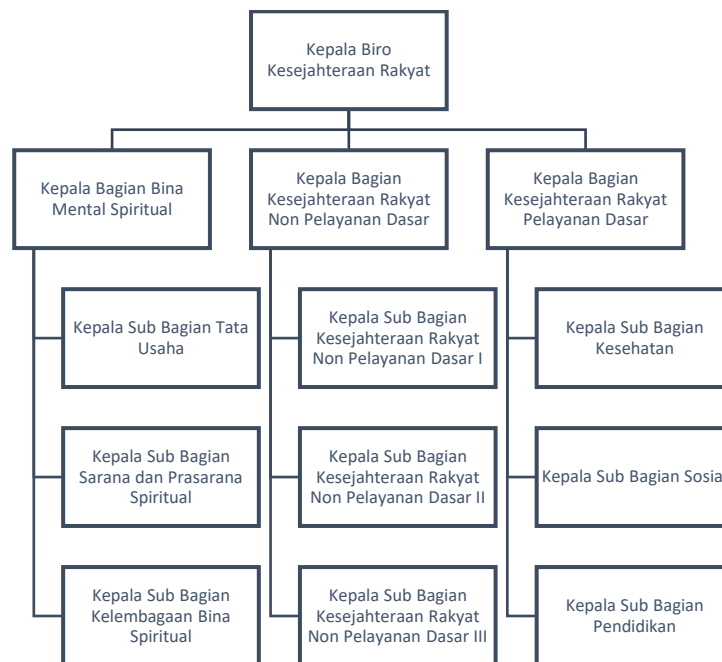 Kepala Biro
Kesejahteraan Rakyat
Kepala Bagian Bina
Mental Spiritual
Kepala Bagian
Kesejahteraan Rakyat
Non Pelayanan Dasar
Kepala Bagian
Kesejahteraan Rakyat
Pelayanan Dasar
Kepala Sub Bagian Tata
Usaha
Kepala Sub Bagian
Sarana dan Prasarana
Spiritual
Kepala Sub Bagian
Kelembagaan Bina
Spiritual
Kepala Sub Bagian
Kesejahteraan Rakyat
Non Pelayanan Dasar I
Kepala Sub Bagian
Kesejahteraan Rakyat
Non Pelayanan Dasar II
Kepala Sub Bagian
Kesejahteraan Rakyat
Non Pelayanan Dasar III
Kepala Sub Bagian
Kesehatan
Kepala Sub Bagian Sosia
Kepala Sub Bagian
Pendidikan